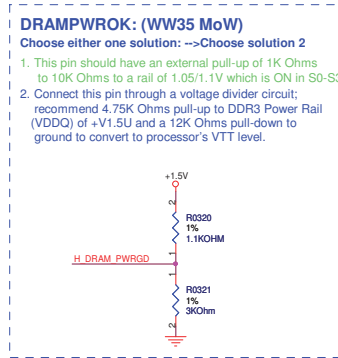 DRAMPWROK: (WW35 MoW)
Choose either one solution: -->Choose solution 2
1. This pin should have an external pull-up of 1K Ohms
to 10K Ohms to a rail of 1.05/1.1V which is ON in S0-S
2. Connect this pin through a voltage divider circuit;
recommend 4.75K Ohms pull-up to DDR3 Power Rail
(VDDQ) of +V1.5U and a 12K Ohms pull-down to
ground to convert to processor's VTT level.
+1.5V
2
R0320
1%
1.1KOHM
1
H_DRAM_PWRGD
1
R0321
1%
3KOhm
2